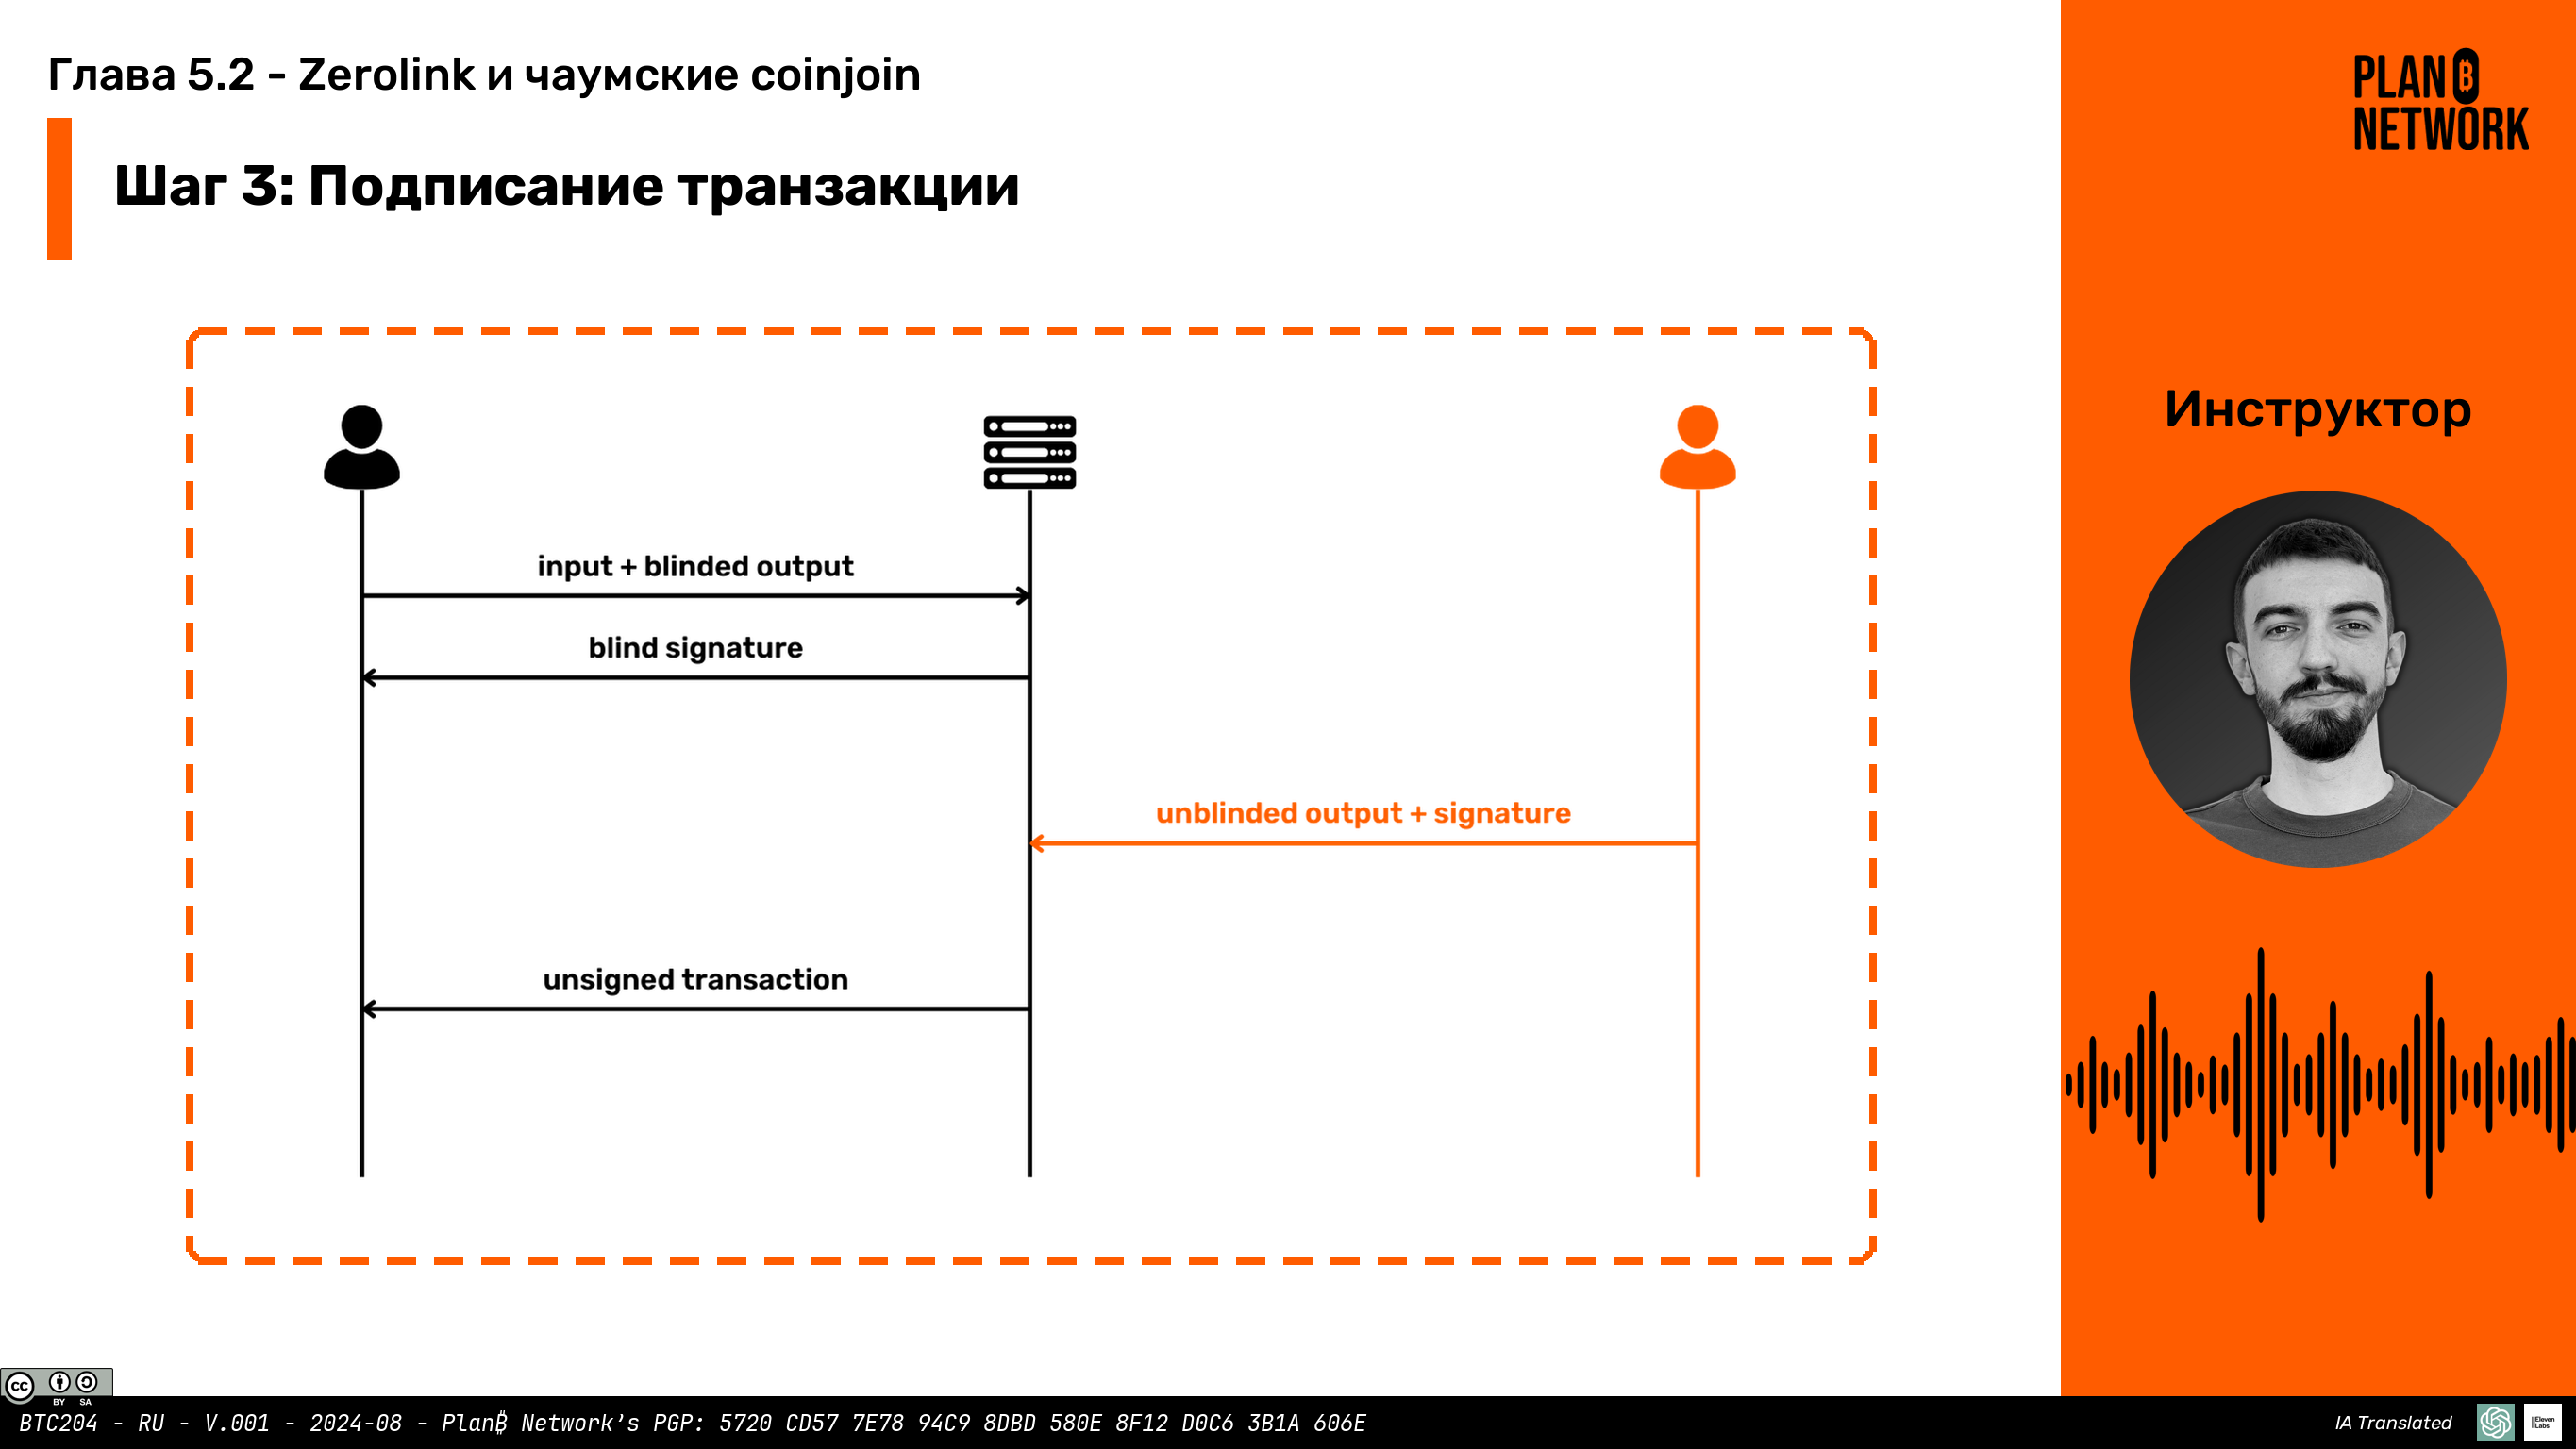 Глава 5.2 - Zerolink и чаумские coinjoin
Шаг 3: Подписание транзакции
PLAN ₿
NETWORK
Инструктор
input + blinded output
blind signature
unblinded output + signature
unsigned transaction
cc BY SA
BTC204 - RU - V.001 - 2024-08 - Plan₿ Network's PGP: 5720 CD57 7E78 94C9 8DBD 580E 8F12 D0C6 3B1A 606E
IA Translated
IIElevenLabs